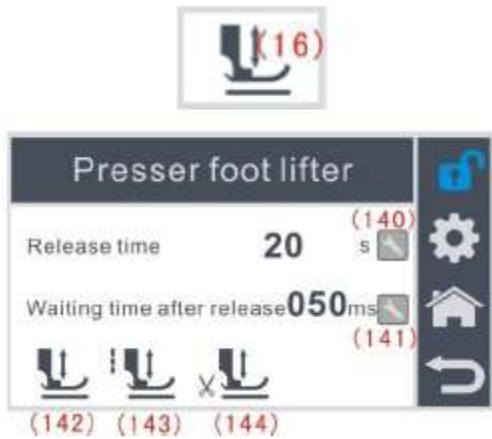 (16)
Presser foot lifter
(140)
Release time 20 s
Waiting time after release 050 ms
(141)
(142) (143) (144)